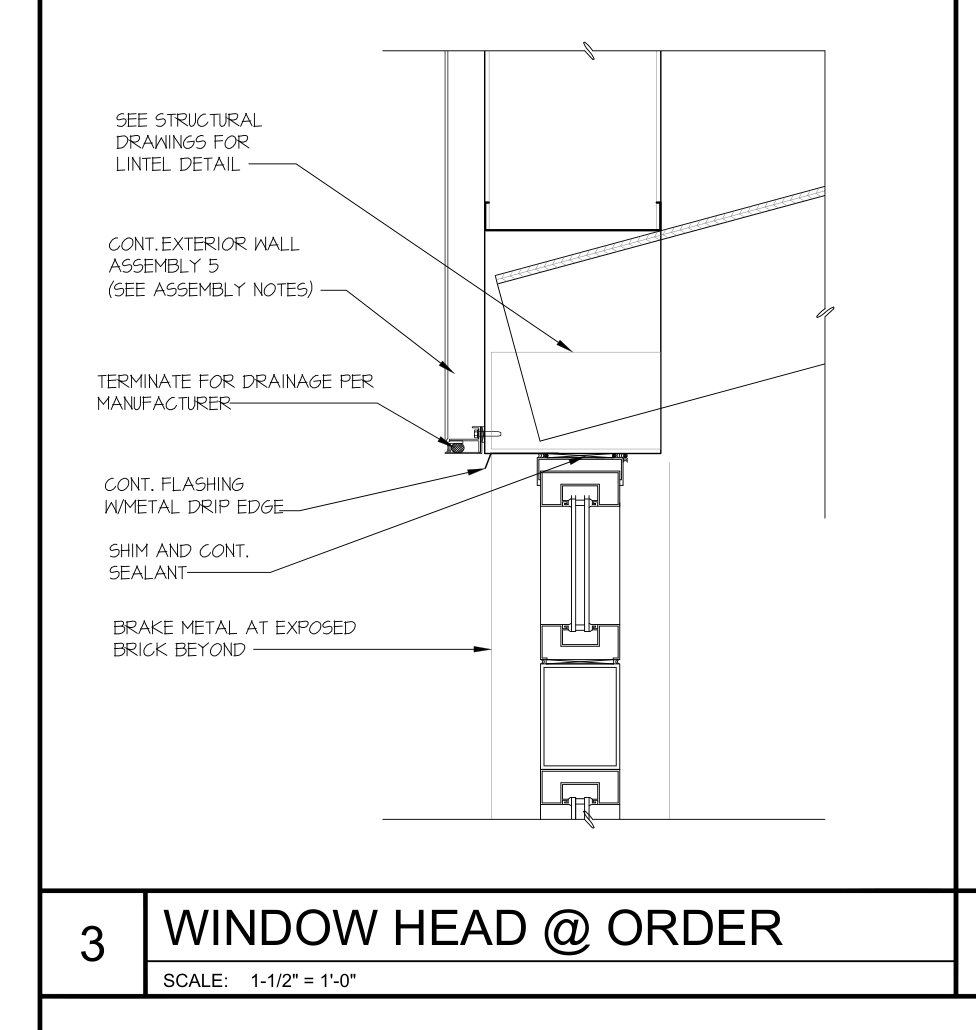 SEE STRUCTURAL
DRAWINGS FOR
LINTEL DETAIL
CONT. EXTERIOR WALL
ASSEMBLY 5
(SEE ASSEMBLY NOTES)
TERMINATE FOR DRAINAGE PER
MANUFACTURER
CONT. FLASHING
W/METAL DRIP EDGE
SHIM AND CONT.
SEALANT
BRAKE METAL AT EXPOSED
BRICK BEYOND
3
WINDOW HEAD @ ORDER
SCALE: 1-1/2" = 1'-0"